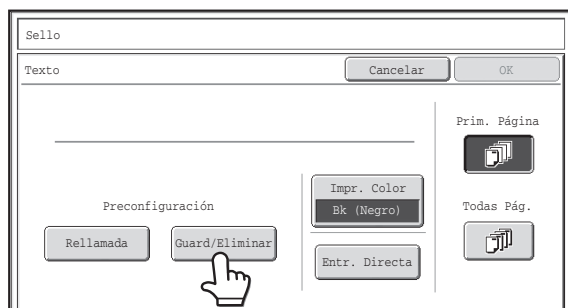 Sello
Texto
Cancelar
OK
Prim. Página
Impr. Color
Bk (Negro)
Preconfiguración
Todas Pág.
Rellamada
Guard/Eliminar
Entr. Directa